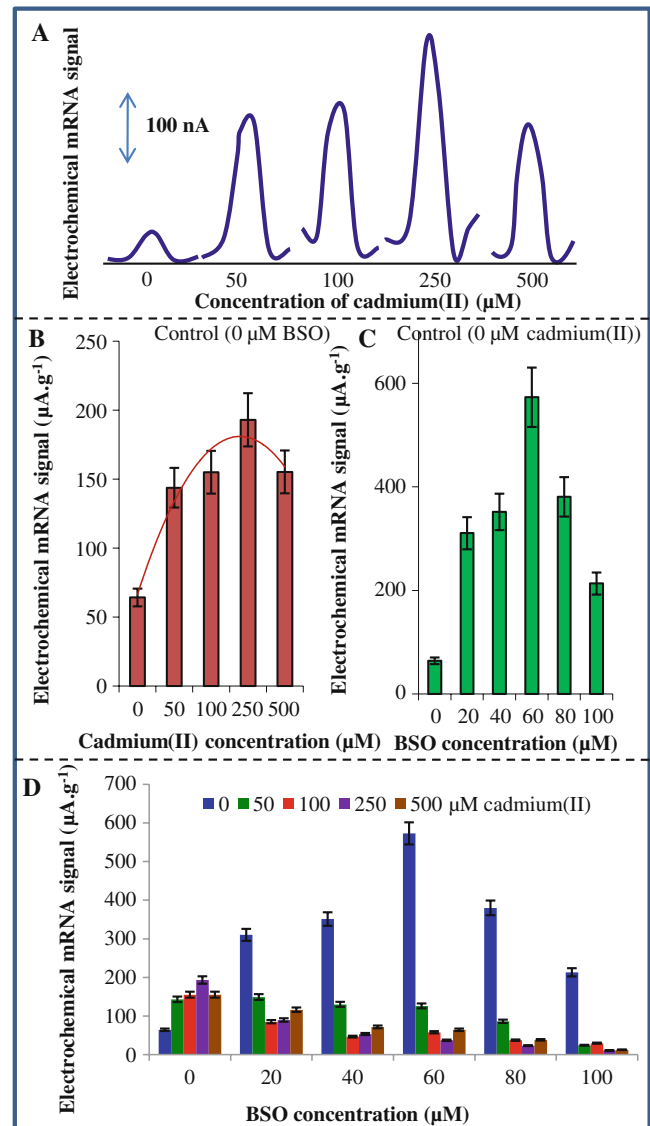 A
Electrochemical mRNA signal
100 nA
0 50 100 250 500
Concentration of cadmium(II) (µM)
B
Control (0 µM BSO)
Electrochemical mRNA signal (µA.g⁻¹)
250
200
150
100
50
0
0 50 100 250 500
Cadmium(II) concentration (µM)
C
Control (0 µM cadmium(II))
Electrochemical mRNA signal (µA.g⁻¹)
600
400
200
0
0 20 40 60 80 100
BSO concentration (µM)
D
Electrochemical mRNA signal (µA.g⁻¹)
700
600
500
400
300
200
100
0
0 50 100 250 500 µM cadmium(II)
0 20 40 60 80 100
BSO concentration (µM)